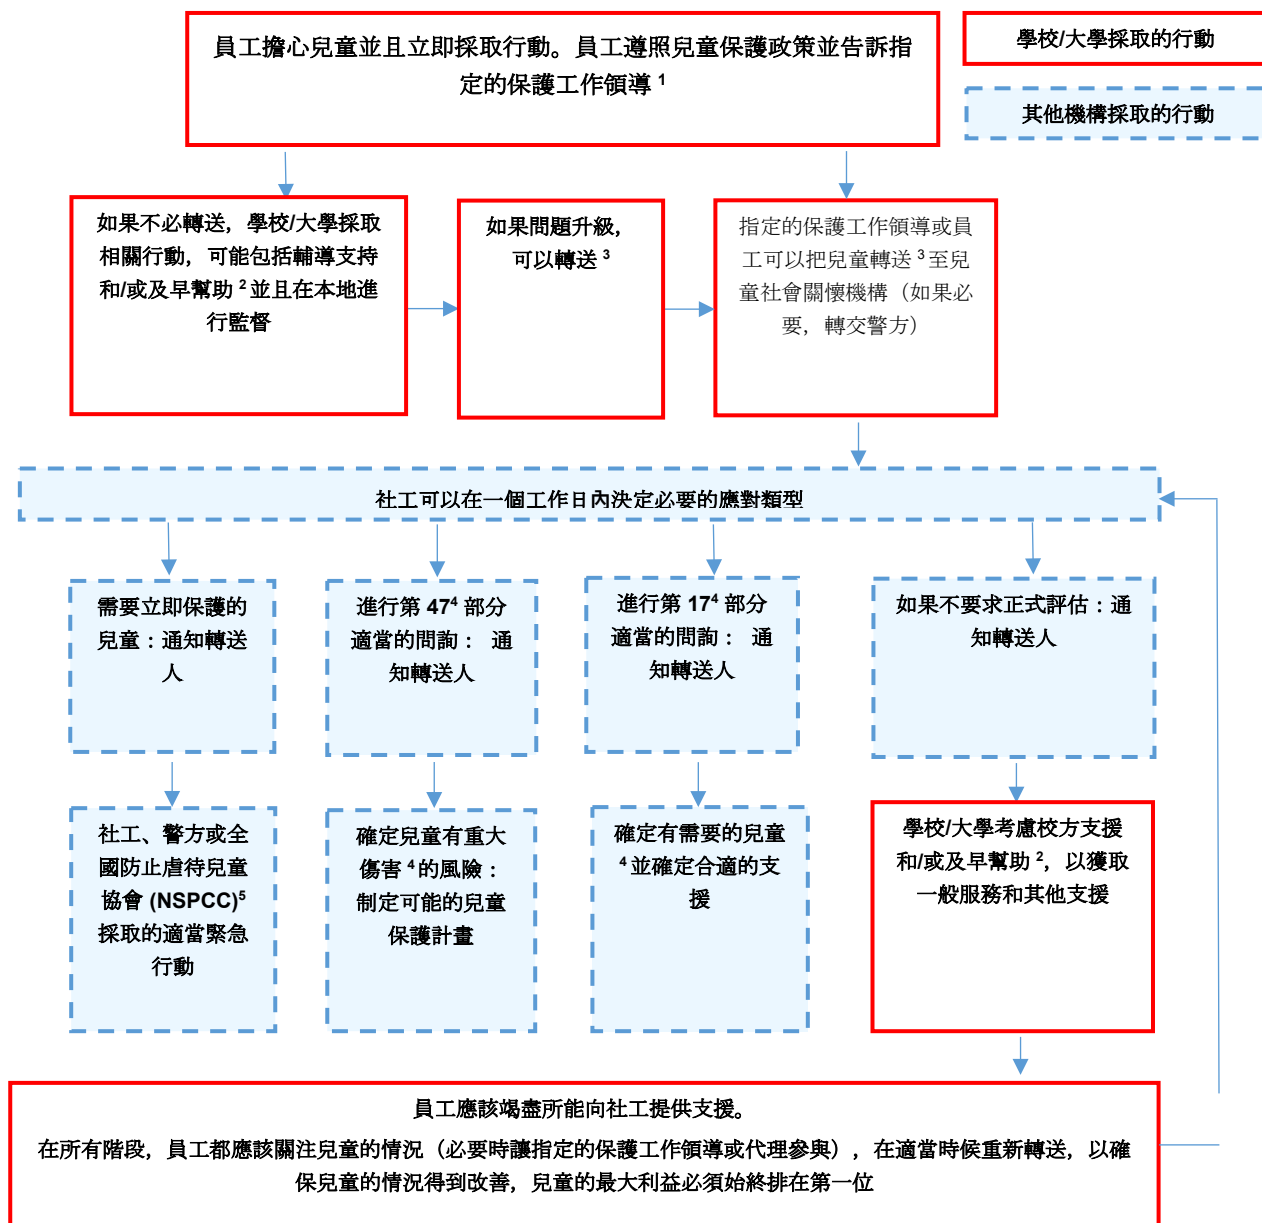 員工擔心兒童並且立即採取行動。員工遵照兒童保護政策並告訴指
定的保護工作領導 1
學校/大學採取的行動
其他機構採取的行動
如果不必轉送，學校/大學採取
相關行動，可能包括輔導支持
和/或及早幫助 2 並且在本地進
行監督
如果問題升級，
可以轉送 3
指定的保護工作領導或員
工可以把兒童轉送 3 至兒
童社會關懷機構（如果必
要，轉交警方）
社工可以在一個工作日內決定必要的應對類型
需要立即保護的
兒童：通知轉送
人
進行第 474 部分
適當的問詢： 通
知轉送人
進行第 174 部分
適當的問詢： 通
知轉送人
如果不要求正式評估：通
知轉送人
社工、警方或全
國防止虐待兒童
協會 (NSPCC)5
採取的適當緊急
行動
確定兒童有重大
傷害 4 的風險：
制定可能的兒童
保護計畫
確定有需要的兒童
4 並確定合適的支
援
學校/大學考慮校方支援
和/或及早幫助 2，以獲取
一般服務和其他支援
員工應該竭盡所能向社工提供支援。
在所有階段，員工都應該關注兒童的情況（必要時讓指定的保護工作領導或代理參與），在適當時候重新轉送，以確
保兒童的情況得到改善，兒童的最大利益必須始終排在第一位